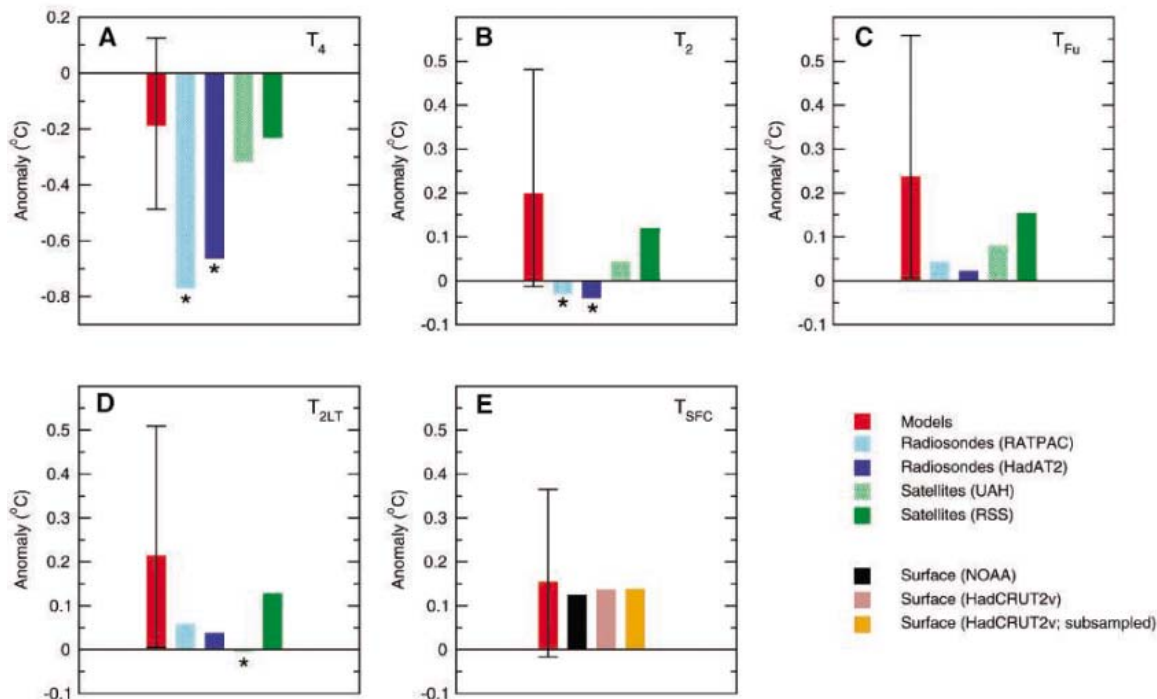 A
T4
Anomaly (°C)
0.2
0
-0.2
-0.4
-0.6
-0.8
*
*
B
T2
Anomaly (°C)
0.5
0.4
0.3
0.2
0.1
0
-0.1
*
*
C
TFu
Anomaly (°C)
0.5
0.4
0.3
0.2
0.1
0
-0.1
D
T2LT
Anomaly (°C)
0.5
0.4
0.3
0.2
0.1
0
-0.1
*
E
TSFC
Anomaly (°C)
0.5
0.4
0.3
0.2
0.1
0
-0.1
Models
Radiosondes (RATPAC)
Radiosondes (HadAT2)
Satellites (UAH)
Satellites (RSS)
Surface (NOAA)
Surface (HadCRUT2v)
Surface (HadCRUT2v; subsampled)